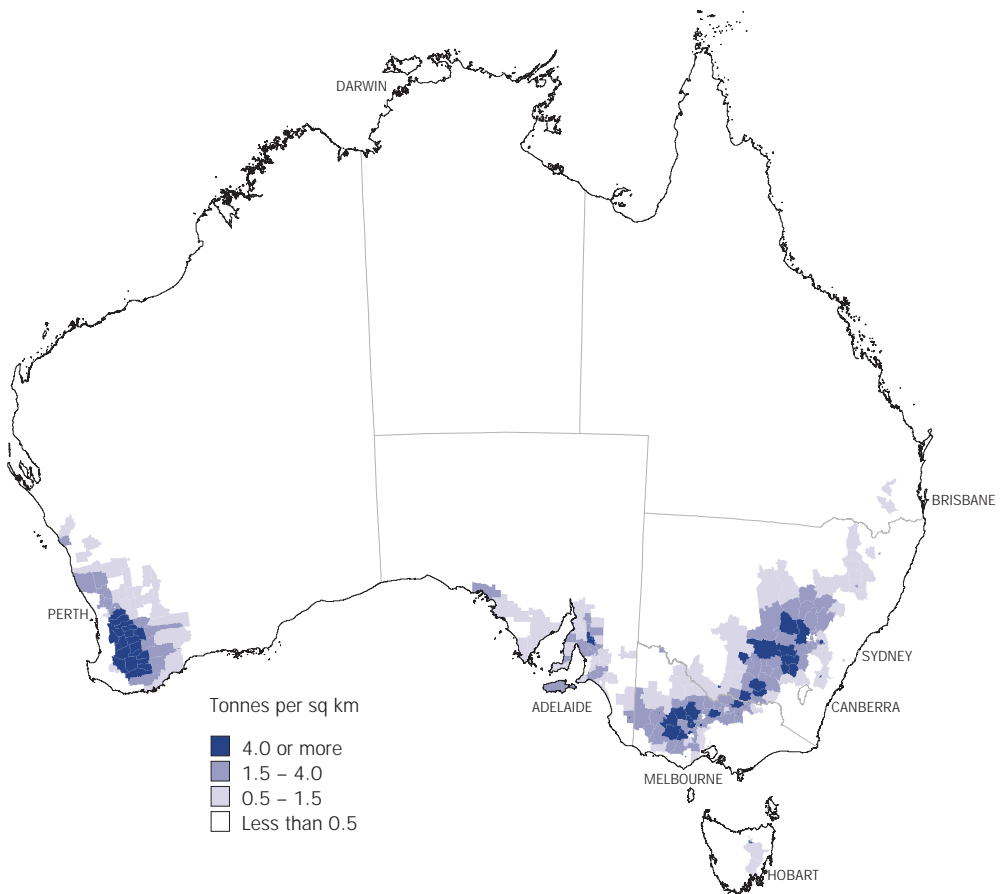 DARWIN
BRISBANE
PERTH
SYDNEY
ADELAIDE
CANBERRA
Tonnes per sq km
4.0 or more
1.5 – 4.0
0.5 – 1.5
Less than 0.5
MELBOURNE
HOBART